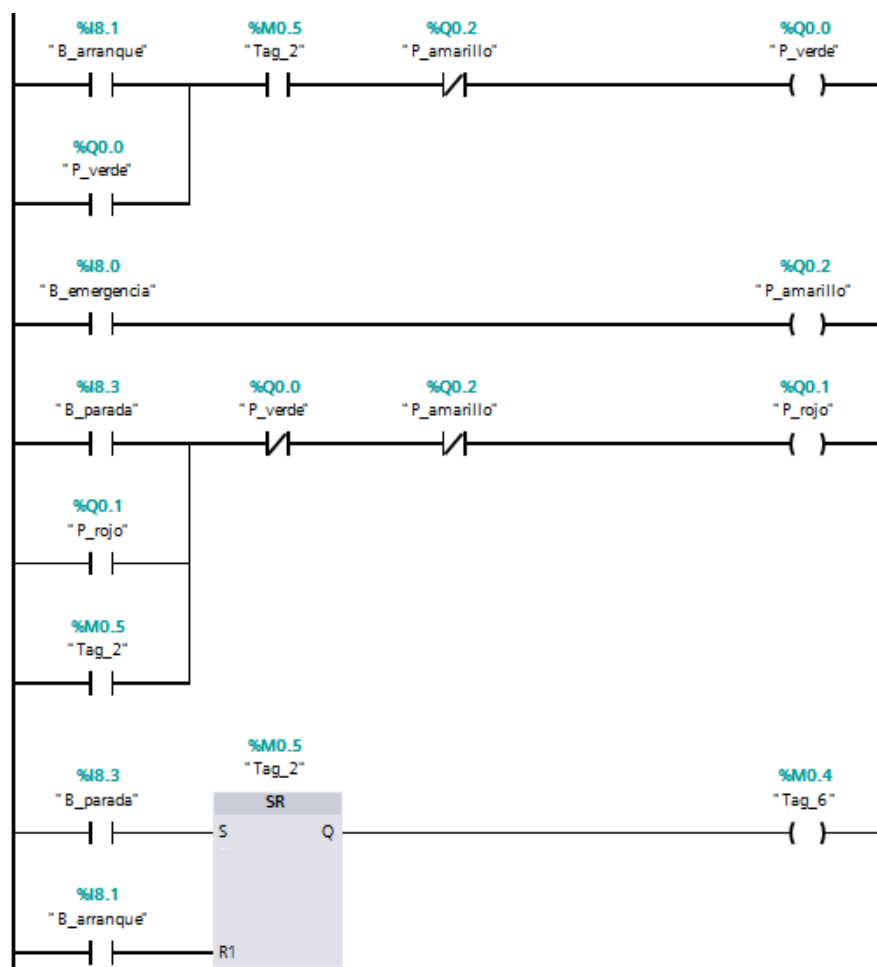 %I8.1 %M0.5 %Q0.2 %Q0.0
"B_arranque" "Tag_2" "P_amarillo" "P_verde"
%Q0.0
"P_verde"
%I8.0 %Q0.2
"B_emergencia" "P_amarillo"
%I8.3 %Q0.0 %Q0.2 %Q0.1
"B_parada" "P_verde" "P_amarillo" "P_rojo"
%Q0.1
"P_rojo"
%M0.5
"Tag_2"
%M0.5
"Tag_2"
%I8.3 %M0.4
"B_parada" SR "Tag_6"
S Q
%I8.1
"B_arranque"
R1